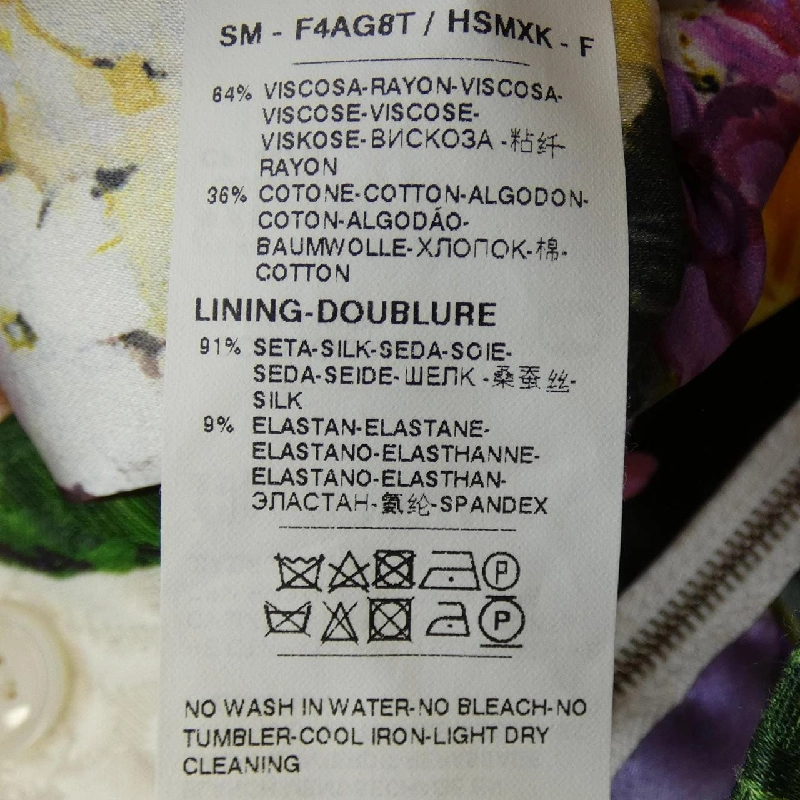 SM - F4AG8T / HSMXK - F
64% VISCOSA-RAYON-VISCOSA-
VISCOSE-VISCOSE-
VISKOSE-ВИСКОЗА -粘纤-
RAYON
36% COTONE-COTTON-ALGODON-
COTON-ALGODÃO-
BAUMWOLLE-ХЛОПОК-棉-
COTTON
LINING-DOUBLURE
91% SETA-SILK-SEDA-SOIE-
SEDA-SEIDE-ШЕЛК -桑蚕丝-
SILK
9% ELASTAN-ELASTANE-
ELASTANO-ELASTHANNE-
ELASTANO-ELASTHAN-
ЭЛАСТАН-氨纶-SPANDEX
P
P
NO WASH IN WATER-NO BLEACH-NO
TUMBLER-COOL IRON-LIGHT DRY
CLEANING